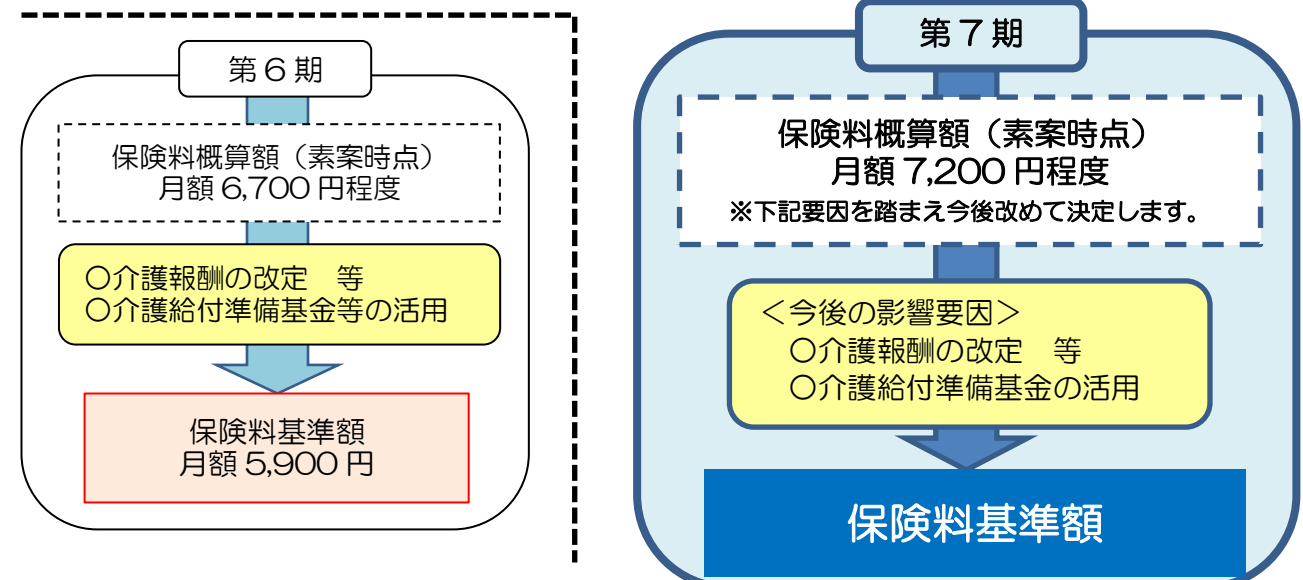 第６期
保険料概算額（素案時点）
月額 6,700 円程度
〇介護報酬の改定　等
〇介護給付準備基金等の活用
保険料基準額
月額 5,900 円
第７期
保険料概算額（素案時点）
月額 7,200 円程度
※下記要因を踏まえ今後改めて決定します。
＜今後の影響要因＞
〇介護報酬の改定　等
〇介護給付準備基金の活用
保険料基準額